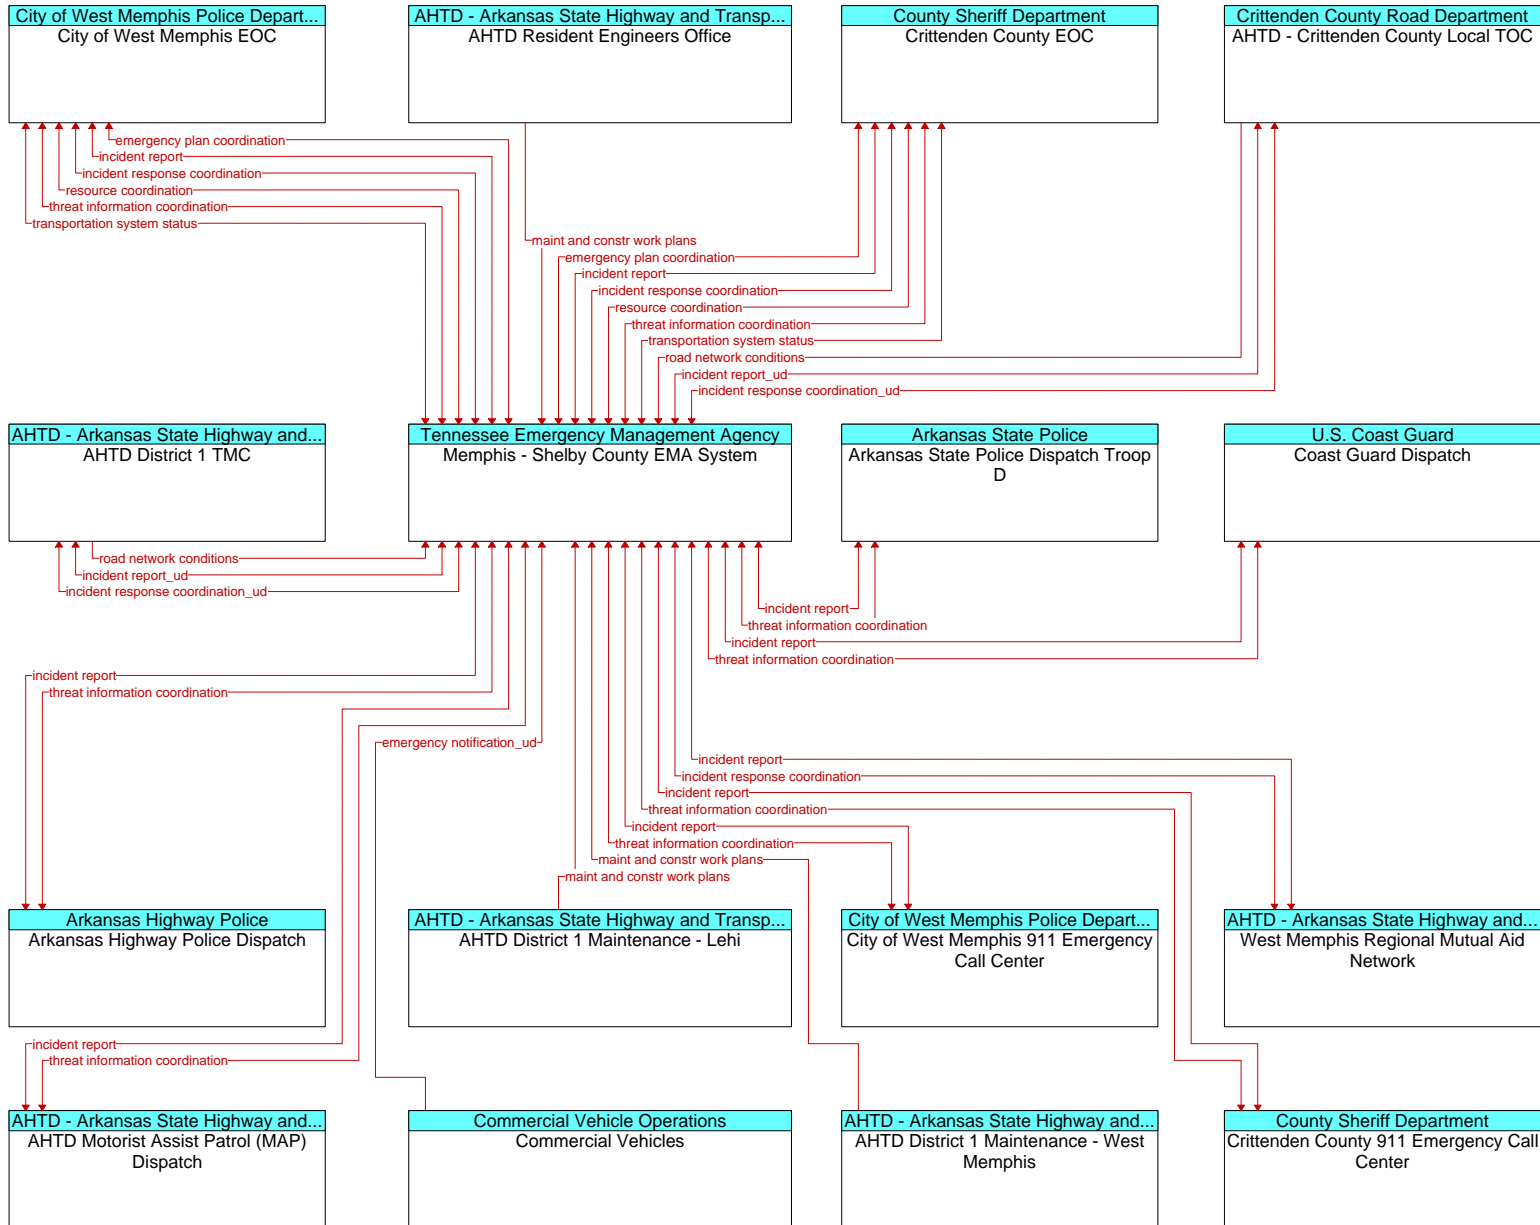 City of West Memphis Police Depart...
City of West Memphis EOC
AHTD - Arkansas State Highway and Transp...
AHTD Resident Engineers Office
County Sheriff Department
Crittenden County EOC
Crittenden County Road Department
AHTD - Crittenden County Local TOC
emergency plan coordination
incident report
incident response coordination
resource coordination
threat information coordination
transportation system status
maint and constr work plans
emergency plan coordination
incident report
incident response coordination
resource coordination
threat information coordination
transportation system status
road network conditions
incident report_ud
incident response coordination_ud
AHTD - Arkansas State Highway and...
AHTD District 1 TMC
Tennessee Emergency Management Agency
Memphis - Shelby County EMA System
Arkansas State Police
Arkansas State Police Dispatch Troop
D
U.S. Coast Guard
Coast Guard Dispatch
road network conditions
incident report_ud
incident response coordination_ud
incident report
threat information coordination
incident report
threat information coordination
incident report
threat information coordination
emergency notification_ud
incident report
incident response coordination
incident report
threat information coordination
incident report
threat information coordination
maint and constr work plans
maint and constr work plans
Arkansas Highway Police
Arkansas Highway Police Dispatch
AHTD - Arkansas State Highway and Transp...
AHTD District 1 Maintenance - Lehi
City of West Memphis Police Depart...
City of West Memphis 911 Emergency
Call Center
AHTD - Arkansas State Highway and...
West Memphis Regional Mutual Aid
Network
incident report
threat information coordination
AHTD - Arkansas State Highway and...
AHTD Motorist Assist Patrol (MAP)
Dispatch
Commercial Vehicle Operations
Commercial Vehicles
AHTD - Arkansas State Highway and...
AHTD District 1 Maintenance - West
Memphis
County Sheriff Department
Crittenden County 911 Emergency Call
Center